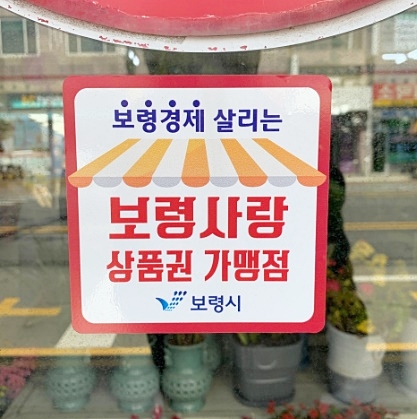 보령경제 살리는
보령사랑
상품권 가맹점
보령시